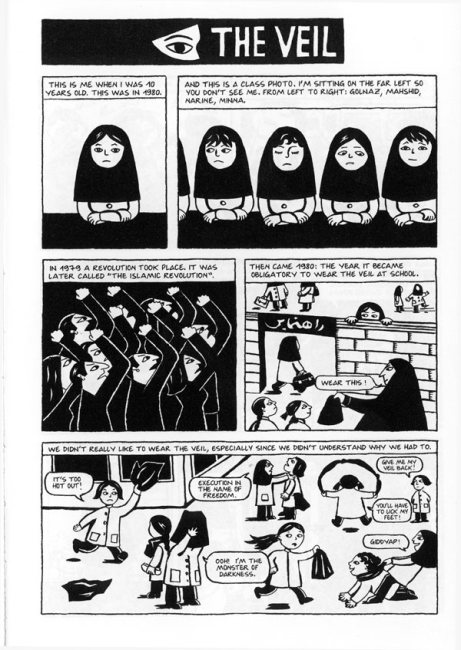 THE VEIL
THIS IS ME WHEN I WAS 10
YEARS OLD. THIS WAS IN 1980.
AND THIS IS A CLASS PHOTO. I'M SITTING ON THE FAR LEFT SO
YOU DON'T SEE ME. FROM LEFT TO RIGHT: GOLNAZ, MAHSHID,
NARINE, MINNA.
IN 1979 A REVOLUTION TOOK PLACE. IT WAS
LATER CALLED "THE ISLAMIC REVOLUTION".
THEN CAME 1980: THE YEAR IT BECAME
OBLIGATORY TO WEAR THE VEIL AT SCHOOL.
WEAR THIS!
WE DIDN'T REALLY LIKE TO WEAR THE VEIL, ESPECIALLY SINCE WE DIDN'T UNDERSTAND WHY WE HAD TO.
IT'S TOO
HOT OUT!
EXECUTION IN
THE NAME OF
FREEDOM.
GIVE ME MY
VEIL BACK!
YOU'LL HAVE
TO LICK MY
FEET!
OOH! I'M THE
MONSTER OF
DARKNESS.
GIDDYAP!